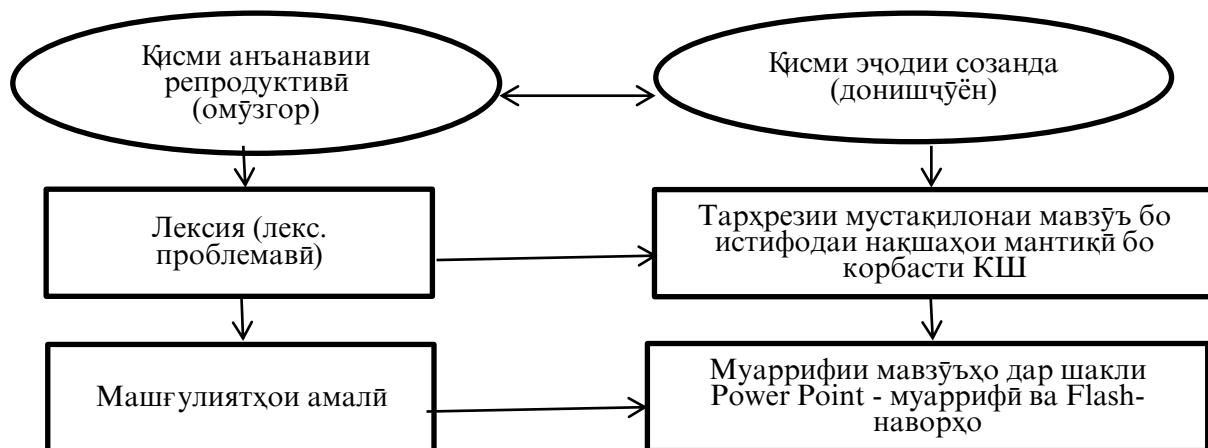 Қисми анъанавии
репродуктивӣ
(омӯзгор)
Қисми эҷодии созанда
(донишҷӯён)
Лексия (лекс.
проблемавӣ)
Тарҳрезии мустақилонаи мавзӯъ бо
истифодаи нақшаҳои мантиқӣ бо
корбасти КШ
Машғулиятҳои амалӣ
Муаррифии мавзӯъҳо дар шакли
Power Point - муаррифӣ ва Flash-
наворҳо